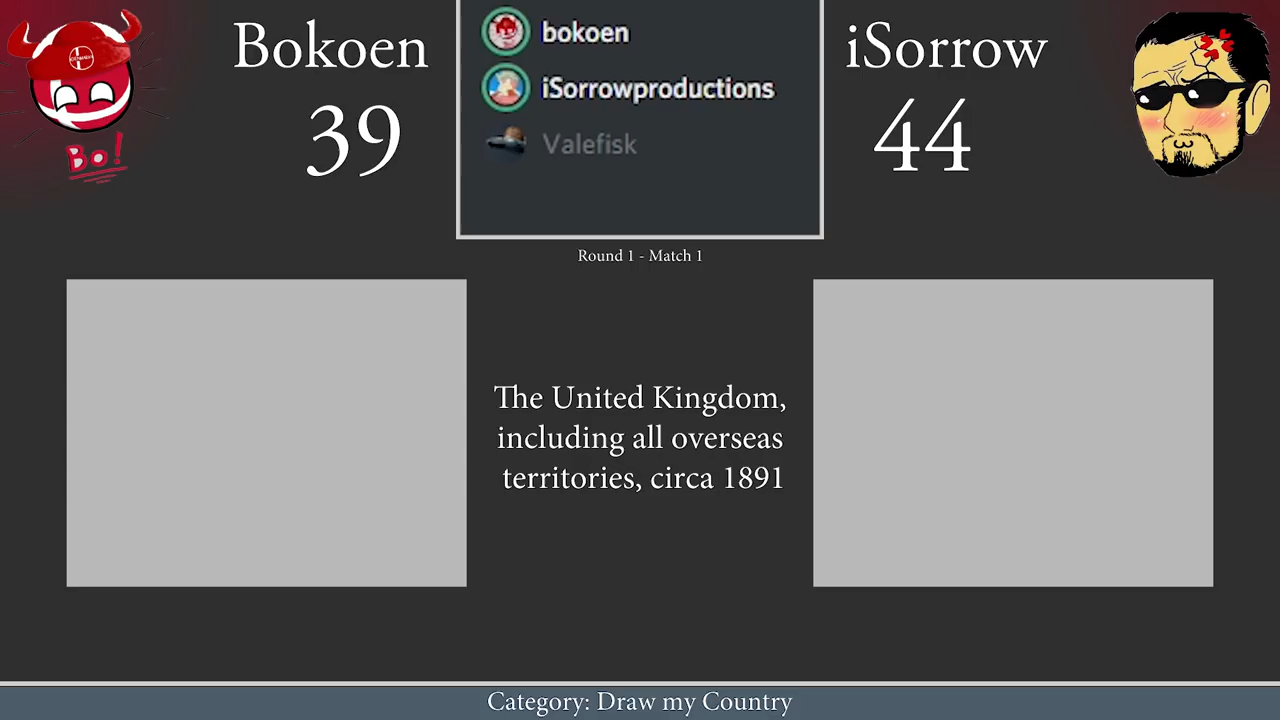 Bokoen
39
Bo!
bokoen
iSorrowproductions
Valefisk
iSorrow
44
Round 1 - Match 1
The United Kingdom,
including all overseas
territories, circa 1891
Category: Draw my Country